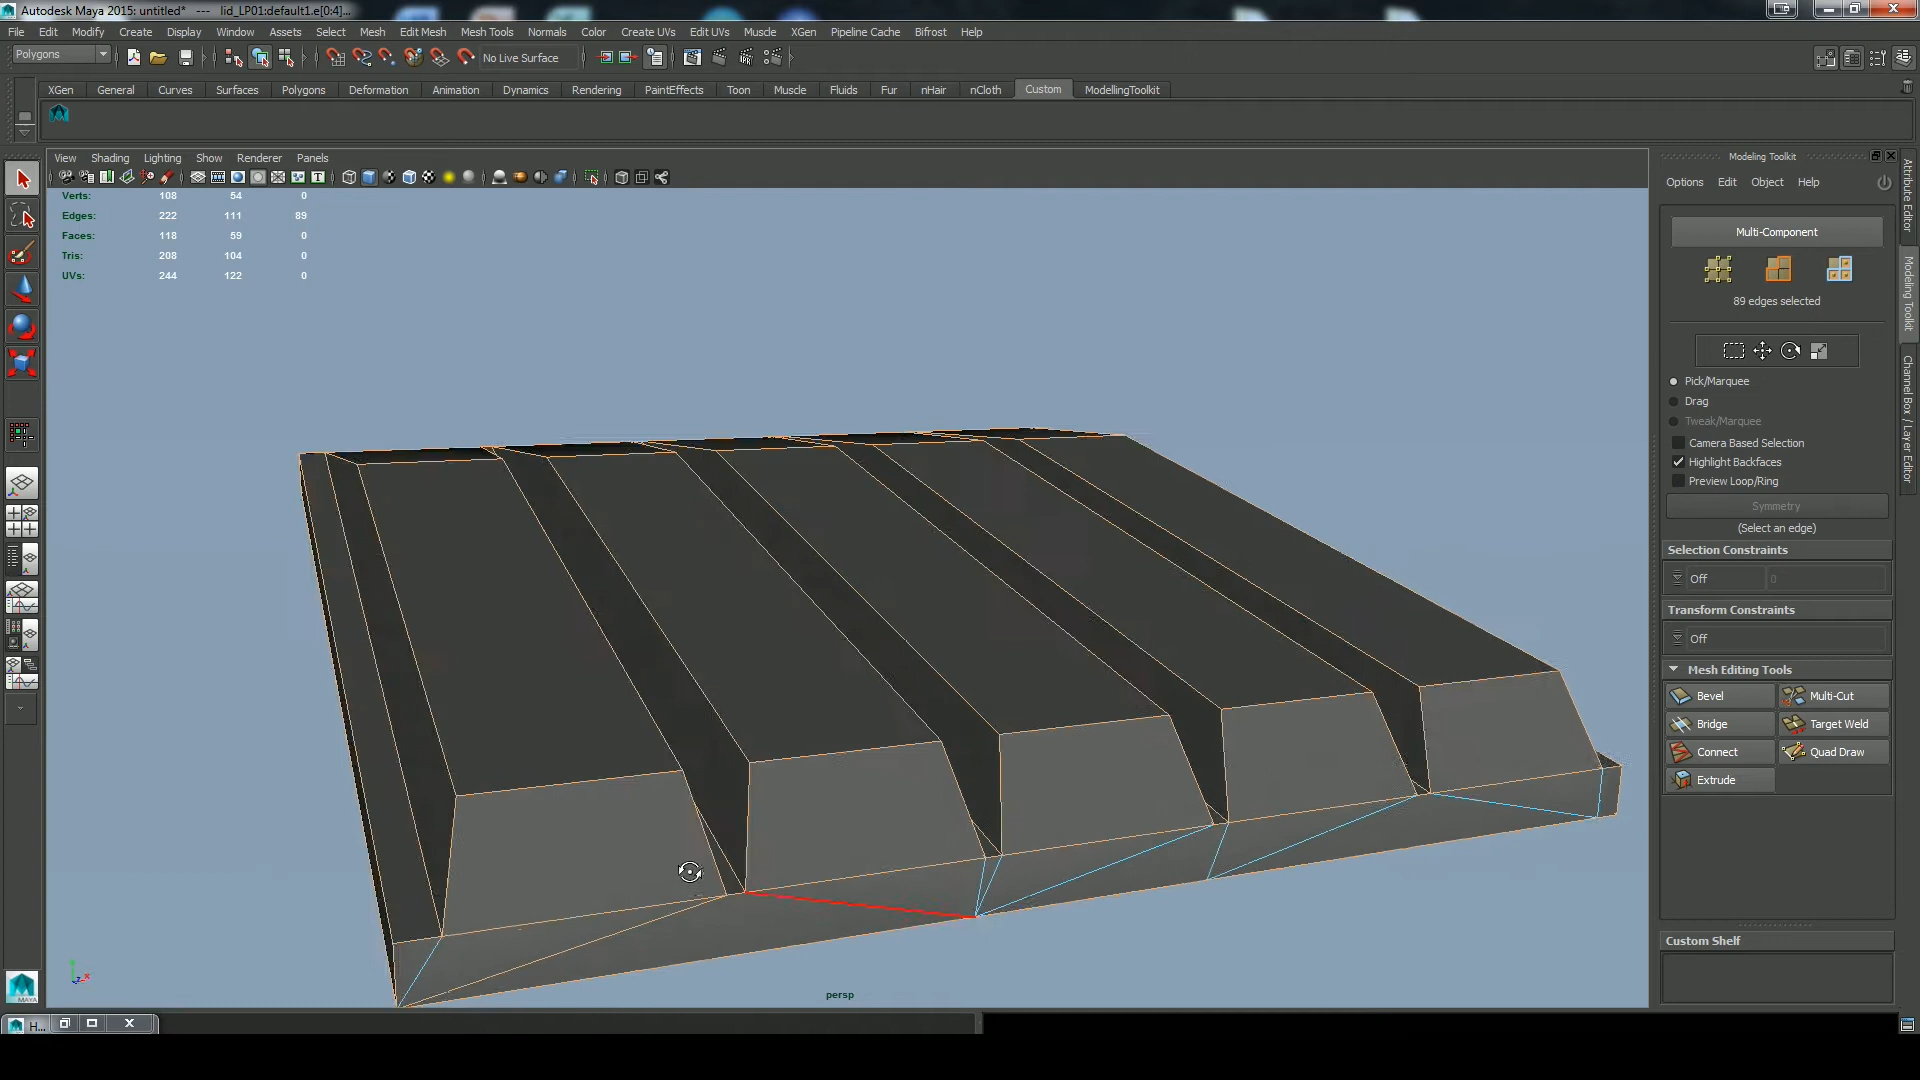 Autodesk Maya 2015: untitled*   ---   lid_LP01:default1.e[0:4]...
File Edit Modify Create Display Window Assets Select Mesh Edit Mesh Mesh Tools Normals Color Create UVs Edit UVs Muscle XGen Pipeline Cache Bifrost Help
Polygons
No Live Surface
XGen General Curves Surfaces Polygons Deformation Animation Dynamics Rendering PaintEffects Toon Muscle Fluids Fur nHair nCloth Custom ModellingToolkit
View Shading Lighting Show Renderer Panels
Verts: 108 54 0
Edges: 222 111 89
Faces: 118 59 0
Tris: 208 104 0
UVs: 244 122 0
persp
Modeling Toolkit
Options Edit Object Help
Multi-Component
89 edges selected
Pick/Marquee
Drag
Tweak/Marquee
Camera Based Selection
Highlight Backfaces
Preview Loop/Ring
Symmetry
(Select an edge)
Selection Constraints
Off 0
Transform Constraints
Off
Mesh Editing Tools
Bevel Multi-Cut
Bridge Target Weld
Connect Quad Draw
Extrude
Custom Shelf
Attribute Editor
Modeling Toolkit
Channel Box / Layer Editor
MAYA
H...